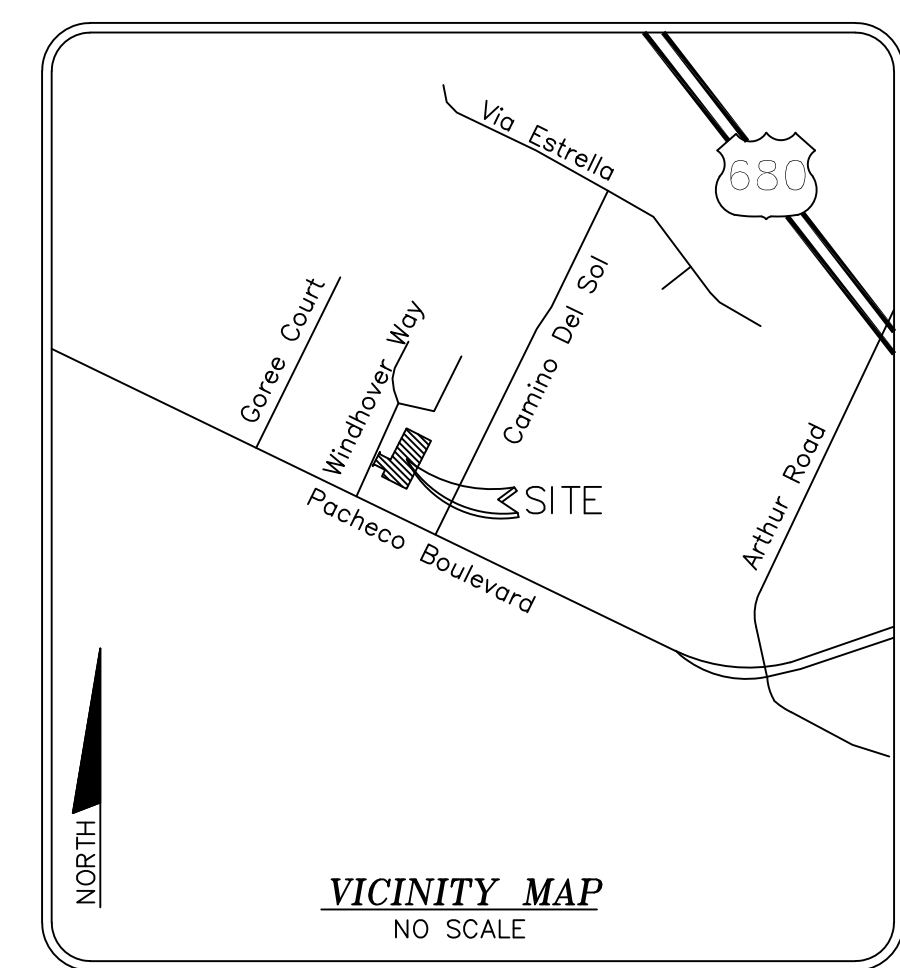 Via Estrella
680
Goree Court
Windhover Way
Camino Del Sol
Arthur Road
SITE
Pacheco Boulevard
NORTH
VICINITY MAP
NO SCALE